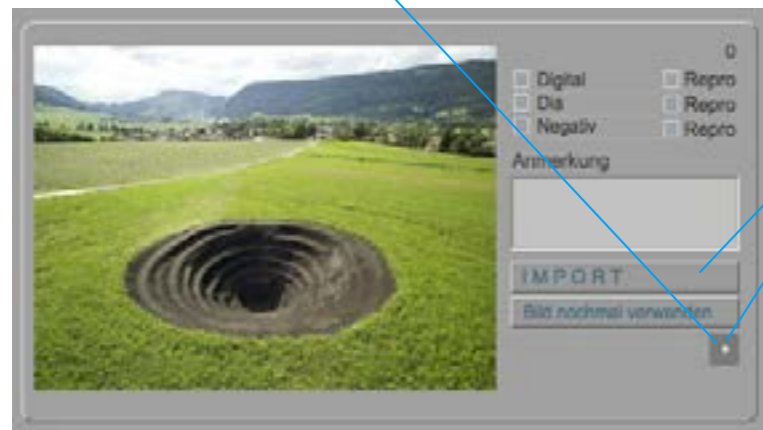 0
Digital Repro
Dia Repro
Negativ Repro
Anmerkung
IMPORT
Bild nochmal verwenden